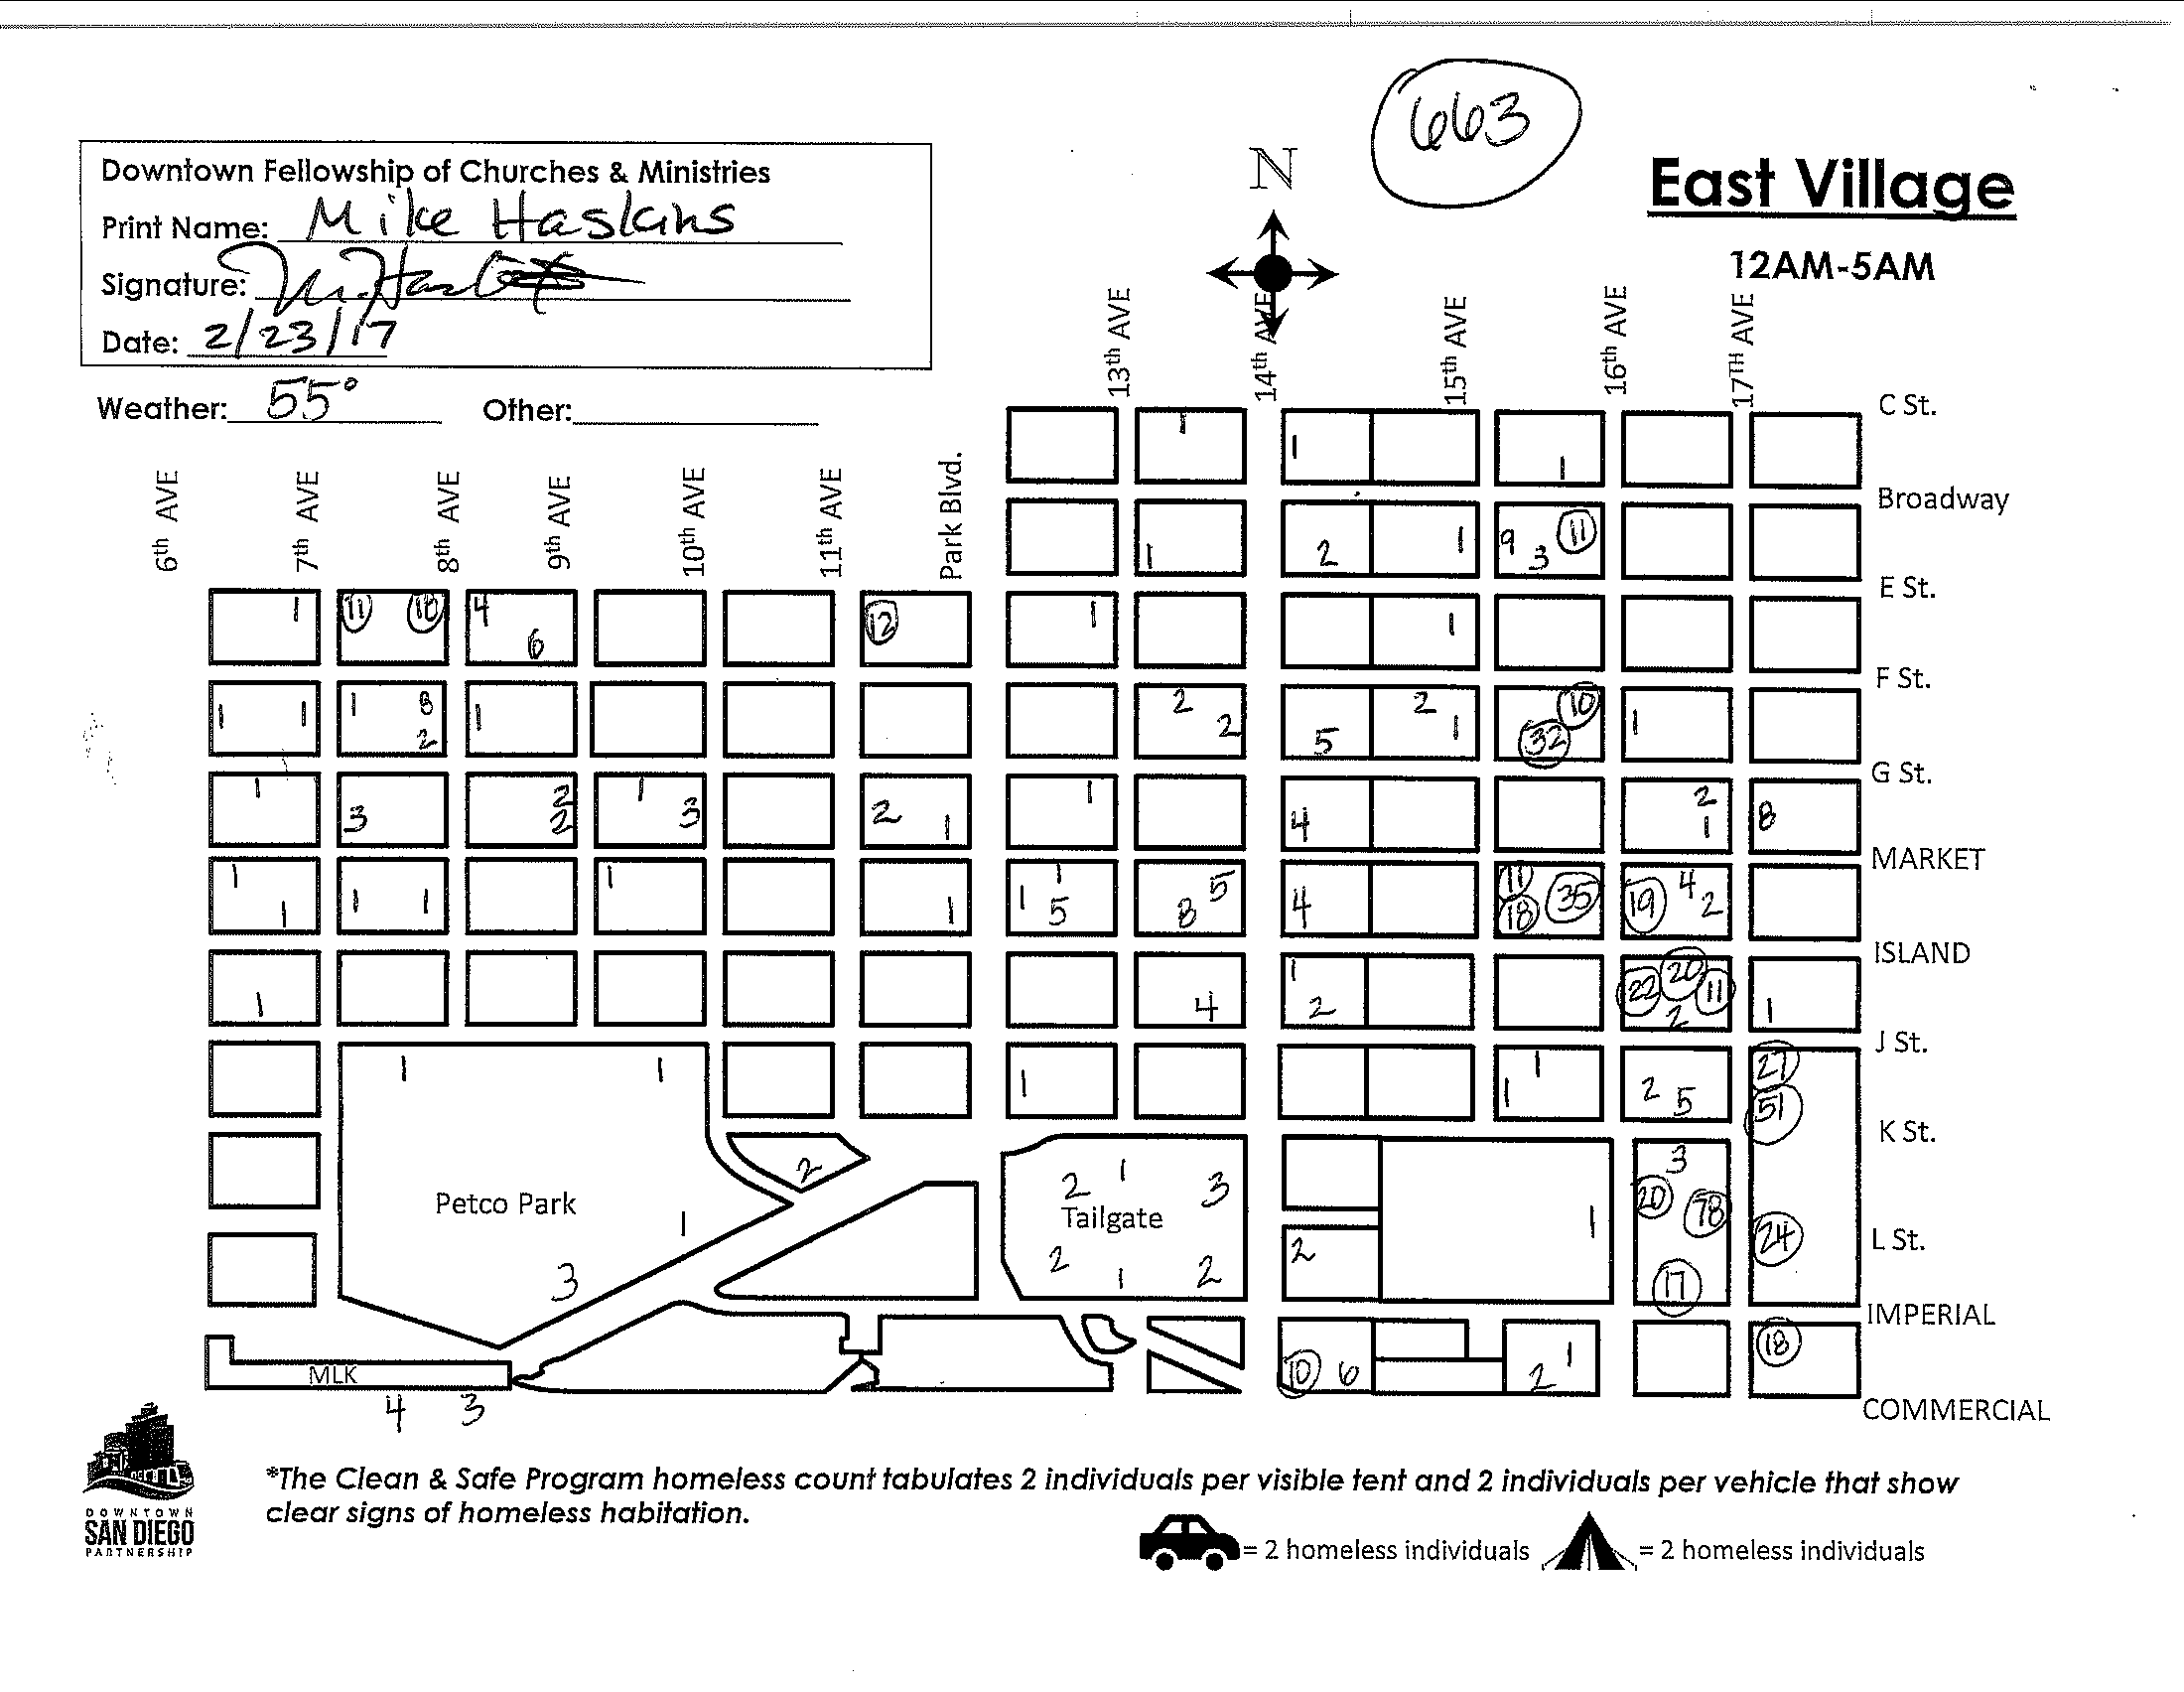 663
Downtown Fellowship of Churches & Ministries
Print Name: Mike Haskins
Signature:
Date: 2/23/17
Weather: 55° Other:
N
East Village
12AM-5AM
13th AVE 14th AVE 15th AVE 16th AVE 17TH AVE
6th AVE 7th AVE 8th AVE 9th AVE 10th AVE 11th AVE Park Blvd.
C St.
1 1 1
Broadway
1 2 1 9 3 11
E St.
1 11 10 4 6 12 1 1
F St.
1 1 1 8 2 1 2 2 5 2 1 10 32 1
G St.
1 3 2 2 1 3 2 1 1 4 2 1 8
MARKET
1 1 1 1 1 1 1 1 5 8 5 4 11 18 35 19 4 2
ISLAND
1 4 1 2 22 20 11 2 1
J St.
1 1 1 1 1 2 5 27 51
K St.
Petco Park 1 3 2
2 1 3
Tailgate
2 1 2
2 1 3 20 78 17 24
L St.
IMPERIAL
MLK 10 6 2 1 18
4 3
COMMERCIAL
DOWNTOWN
SAN DIEGO
PARTNERSHIP
*The Clean & Safe Program homeless count tabulates 2 individuals per visible tent and 2 individuals per vehicle that show
clear signs of homeless habitation.
= 2 homeless individuals = 2 homeless individuals